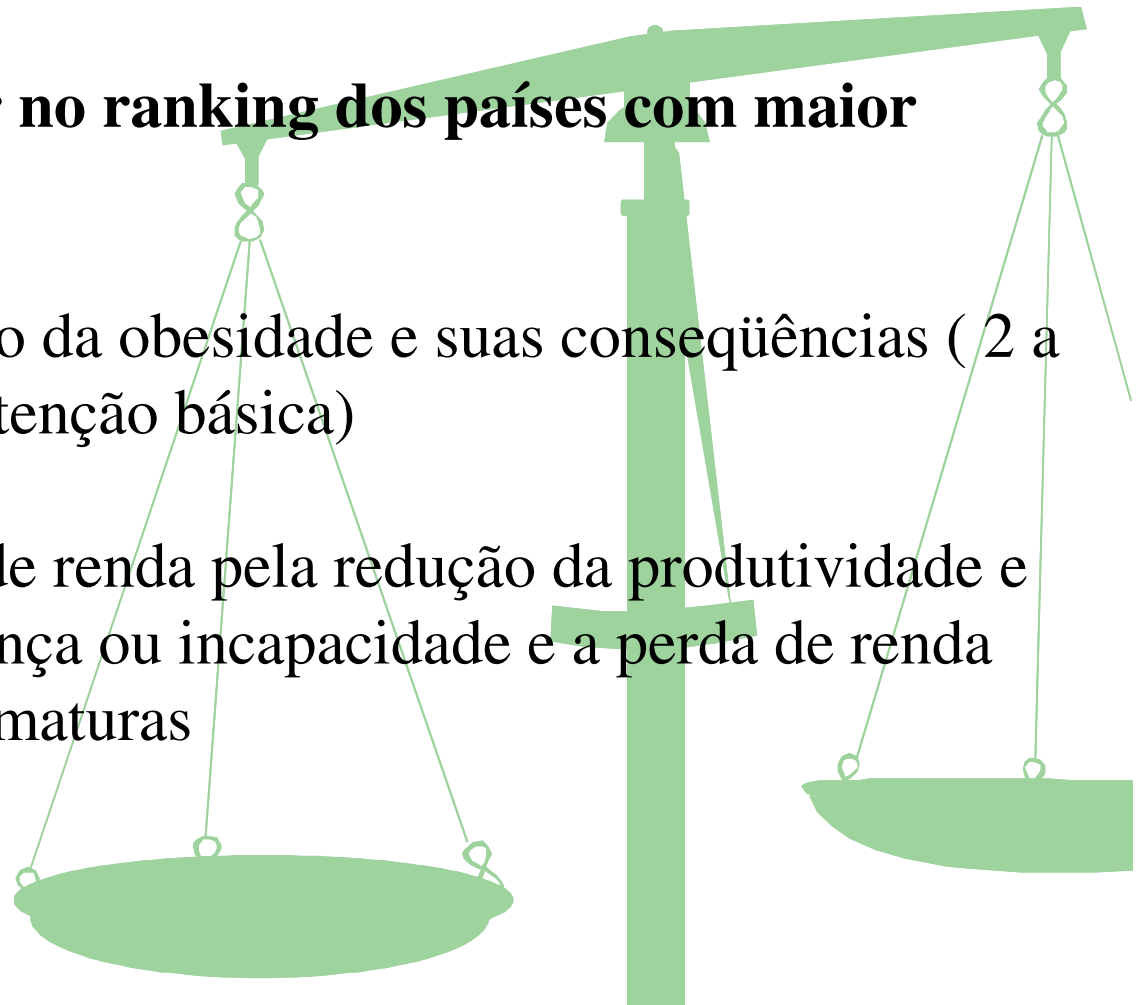 no ranking dos países com maior
o da obesidade e suas conseqüências ( 2 a
tenção básica)
de renda pela redução da produtividade e
nça ou incapacidade e a perda de renda
maturas